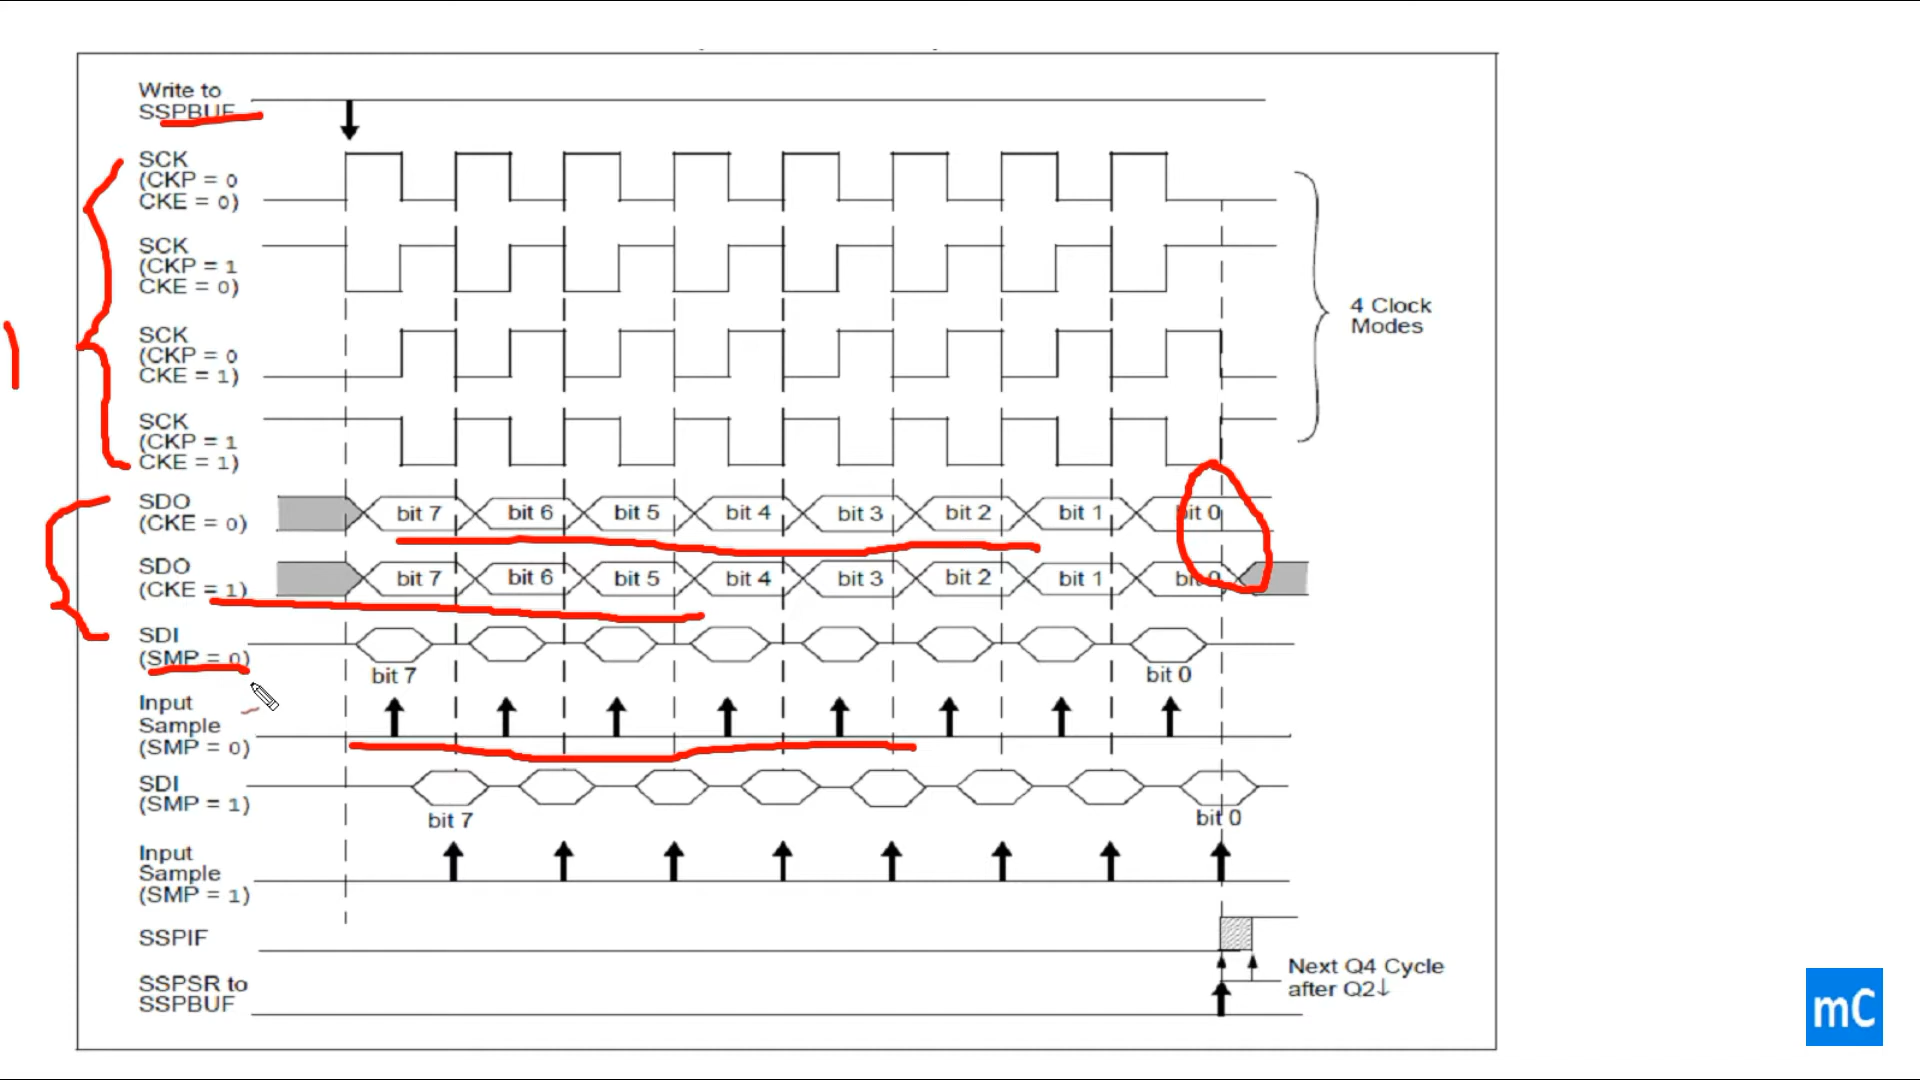 Write to
SSPBUF
SCK
(CKP = 0
CKE = 0)
SCK
(CKP = 1
CKE = 0)
SCK
(CKP = 0
CKE = 1)
SCK
(CKP = 1
CKE = 1)
4 Clock
Modes
SDO
(CKE = 0)
bit 7 bit 6 bit 5 bit 4 bit 3 bit 2 bit 1 bit 0
SDO
(CKE = 1)
bit 7 bit 6 bit 5 bit 4 bit 3 bit 2 bit 1 bit 0
SDI
(SMP = 0)
bit 7 bit 0
Input
Sample
(SMP = 0)
SDI
(SMP = 1)
bit 7 bit 0
Input
Sample
(SMP = 1)
SSPIF
Next Q4 Cycle
after Q2↓
SSPSR to
SSPBUF
mC